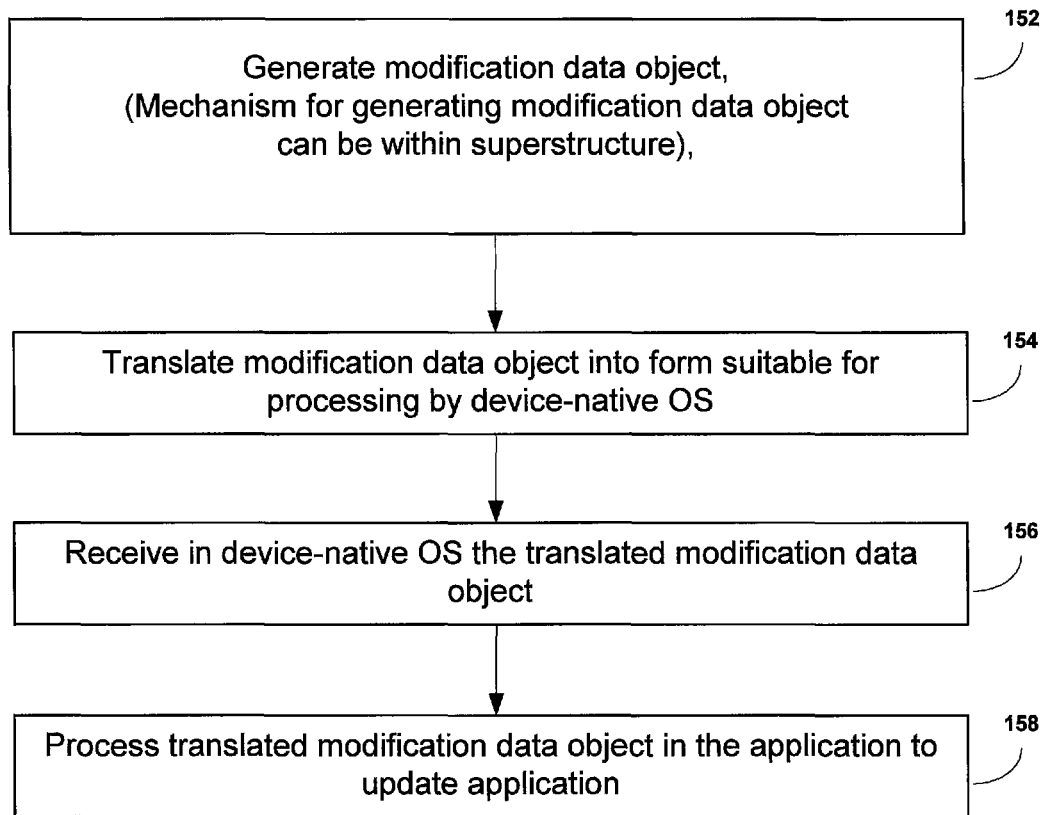 152
Generate modification data object,
(Mechanism for generating modification data object
can be within superstructure),
154
Translate modification data object into form suitable for
processing by device-native OS
156
Receive in device-native OS the translated modification data
object
158
Process translated modification data object in the application to
update application